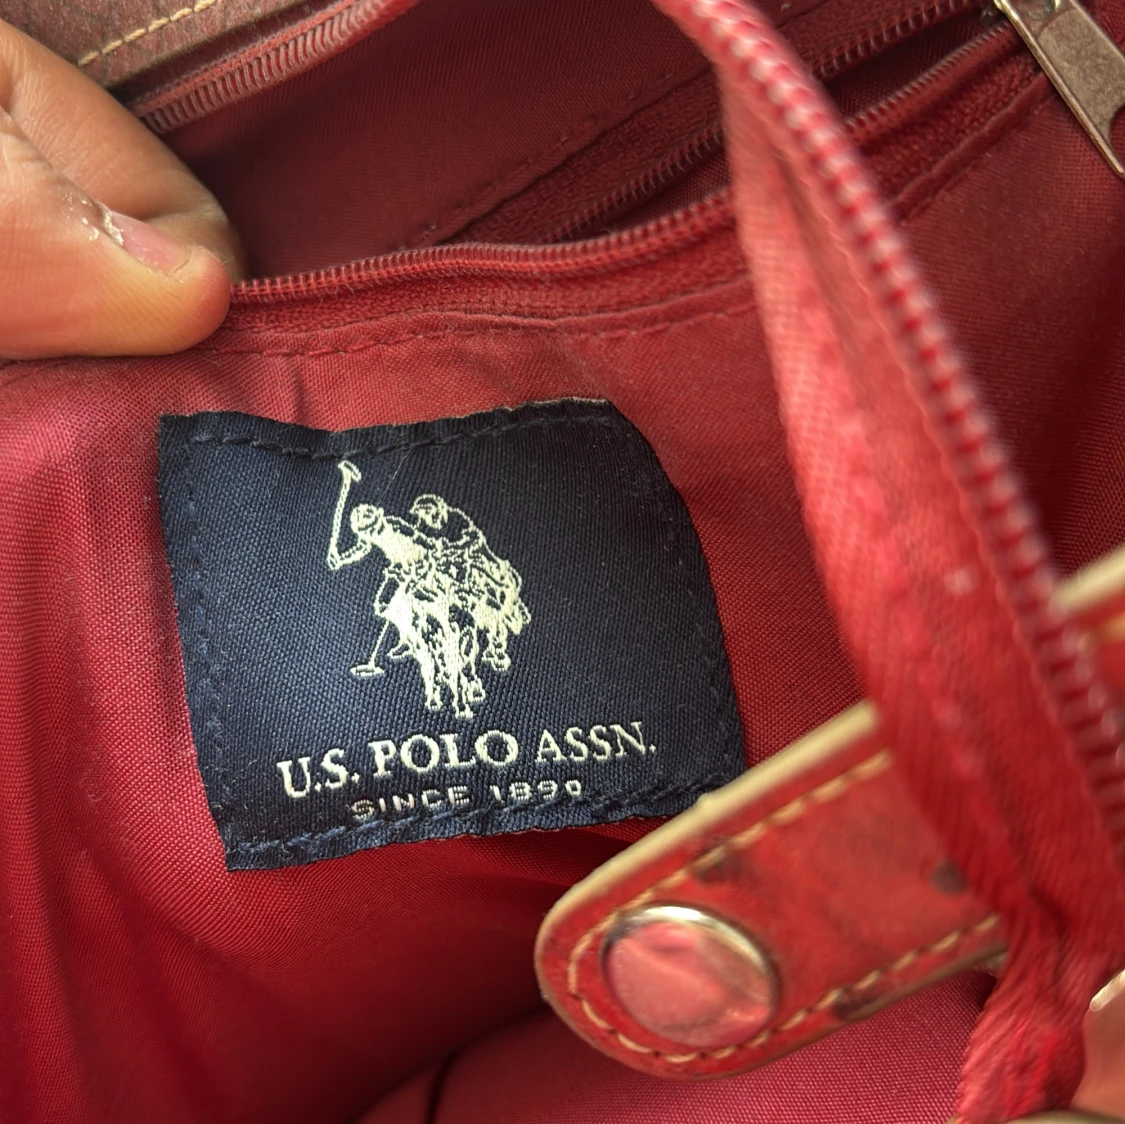 U.S. POLO ASSN.
SINCE 1890